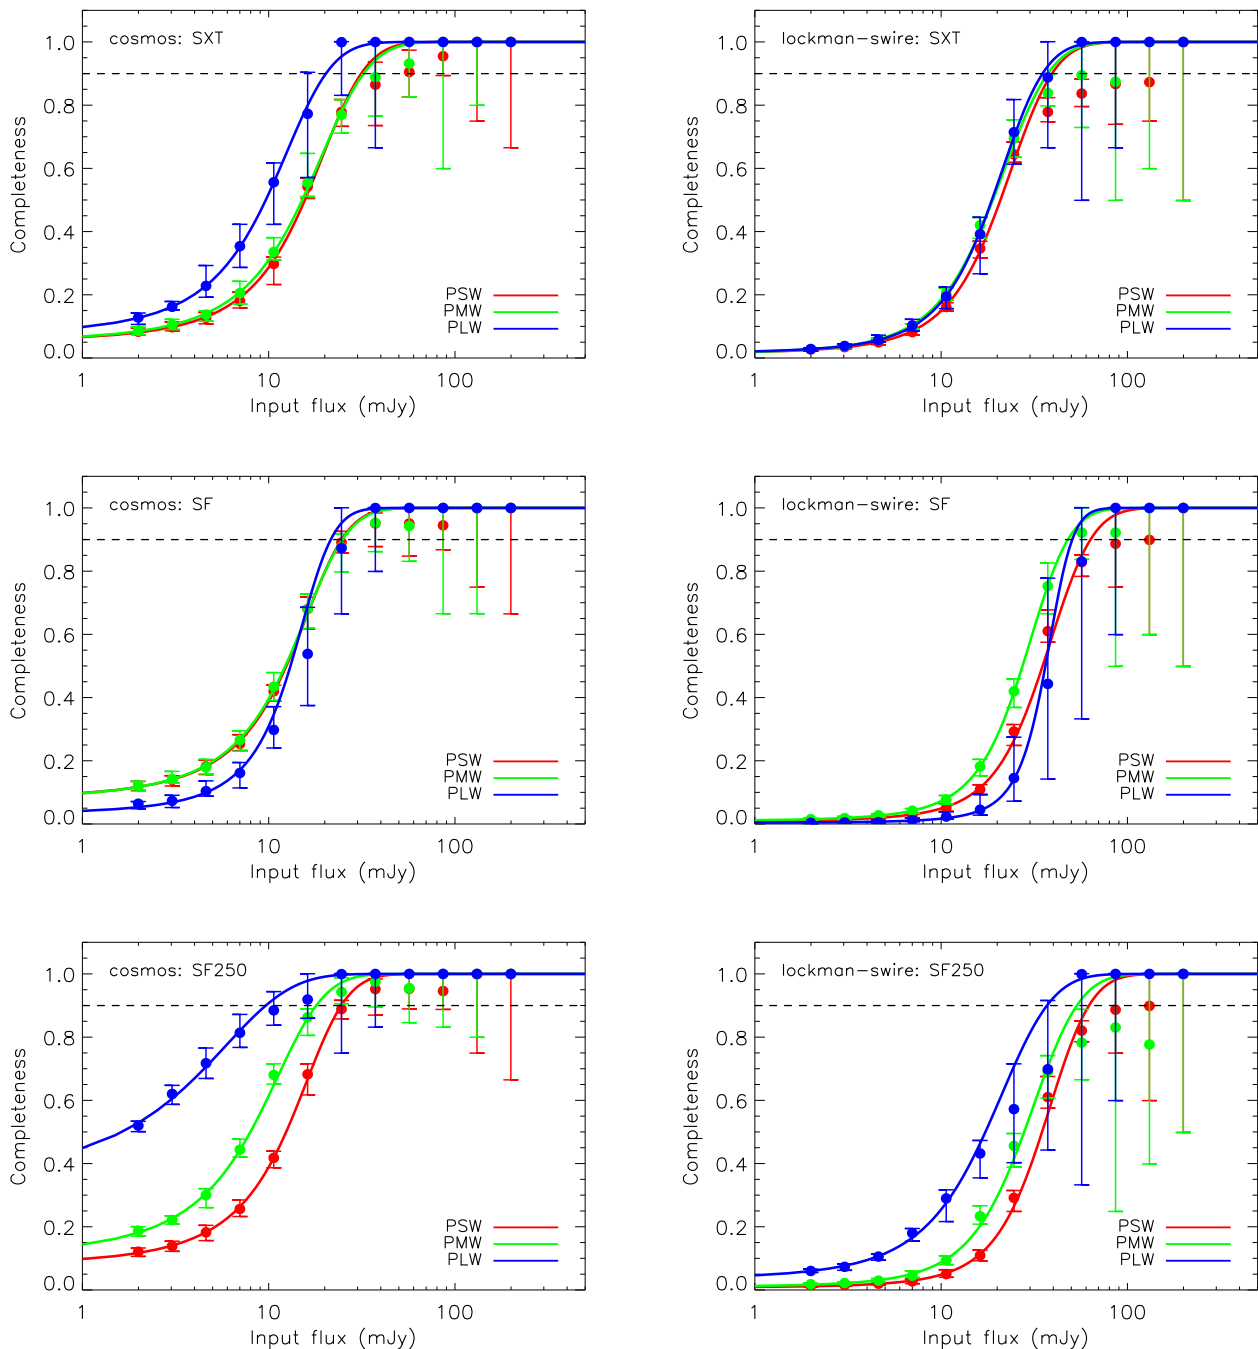 cosmos: SXT
1.0
0.8
0.6
0.4
0.2
0.0
Completeness
PSW
PMW
PLW
1 10 100
Input flux (mJy)
lockman-swire: SXT
1.0
0.8
0.6
0.4
0.2
0.0
Completeness
PSW
PMW
PLW
1 10 100
Input flux (mJy)
cosmos: SF
1.0
0.8
0.6
0.4
0.2
0.0
Completeness
PSW
PMW
PLW
1 10 100
Input flux (mJy)
lockman-swire: SF
1.0
0.8
0.6
0.4
0.2
0.0
Completeness
PSW
PMW
PLW
1 10 100
Input flux (mJy)
cosmos: SF250
1.0
0.8
0.6
0.4
0.2
0.0
Completeness
PSW
PMW
PLW
1 10 100
Input flux (mJy)
lockman-swire: SF250
1.0
0.8
0.6
0.4
0.2
0.0
Completeness
PSW
PMW
PLW
1 10 100
Input flux (mJy)